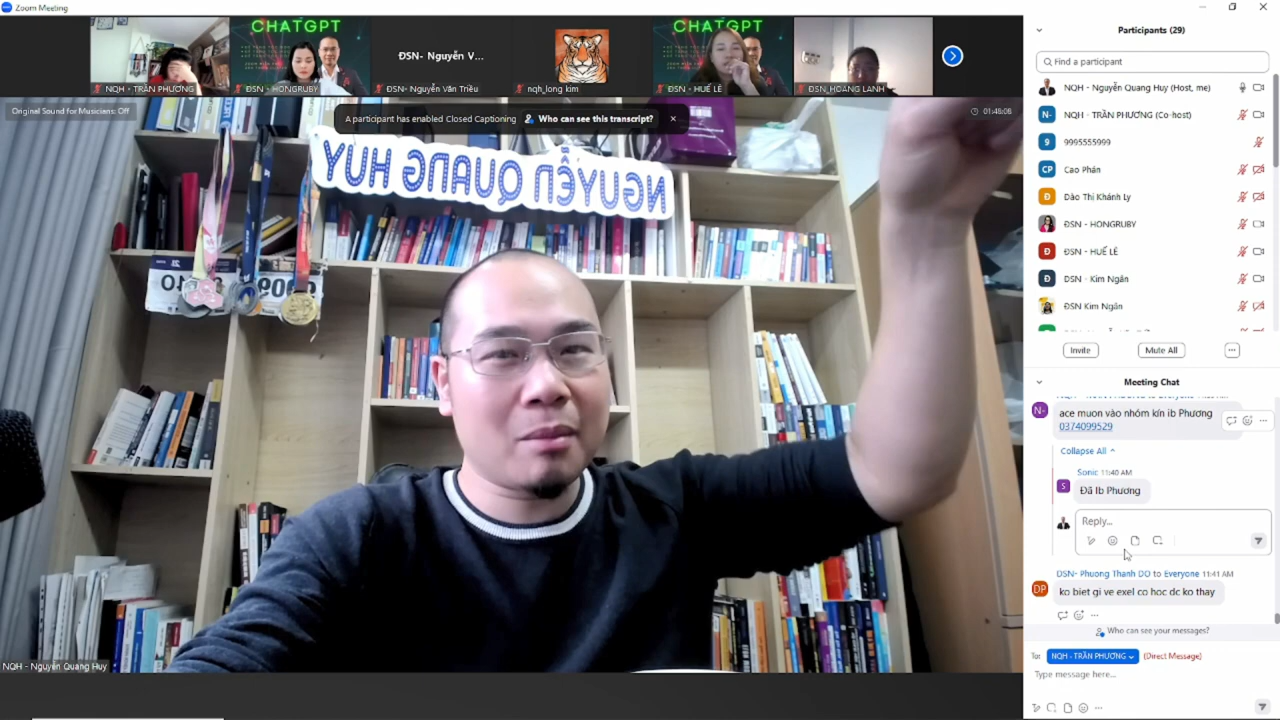 Zoom Meeting
CHATGPT
CHATGPT
ĐSN- Nguyễn V...
NQH - TRẦN PHƯƠNG
ĐSN - HONGRUBY
ĐSN- Nguyễn Văn Triều
nqh_long kim
ĐSN - HUẾ LÊ
ĐSN_HOÀNG LANH
Original Sound for Musicians: Off
A participant has enabled Closed Captioning
Who can see this transcript?
01:48:08
NGUYỄN QUANG HUY
NQH - Nguyễn Quang Huy
Participants (29)
Find a participant
NQH - Nguyễn Quang Huy (Host, me)
N- NQH - TRẦN PHƯƠNG (Co-host)
9 9995555999
CP Cao Phán
Đ Đào Thị Khánh Ly
ĐSN - HONGRUBY
Đ ĐSN - HUẾ LÊ
Đ ĐSN - Kim Ngân
ĐSN Kim Ngân
Invite
Mute All
Meeting Chat
N- ace muon vào nhóm kín ib Phương
0374099529
Collapse All
Sonic 11:40 AM
S Đã Ib Phương
Reply...
DSN- Phuong Thanh DO to Everyone 11:41 AM
DP ko biet gi ve exel co hoc dc ko thay
Who can see your messages?
To: NQH - TRẦN PHƯƠNG (Direct Message)
Type message here...